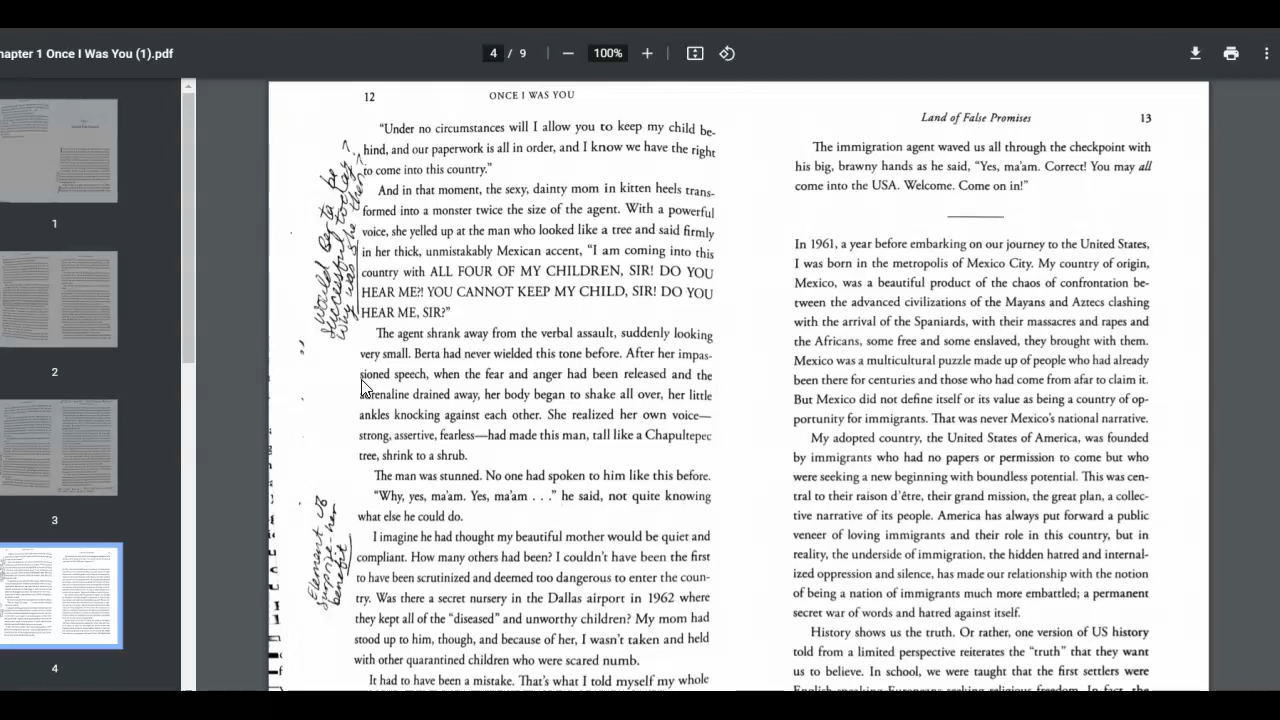 hapter 1 Once I Was You (1).pdf
4 / 9
100%
1
2
3
4
12
ONCE I WAS YOU
“Under no circumstances will I allow you to keep my child be-
hind, and our paperwork is all in order, and I know we have the right
to come into this country.”
And in that moment, the sexy, dainty mom in kitten heels trans-
formed into a monster twice the size of the agent. With a powerful
voice, she yelled up at the man who looked like a tree and said firmly
in her thick, unmistakably Mexican accent, “I am coming into this
country with ALL FOUR OF MY CHILDREN, SIR! DO YOU
HEAR ME?! YOU CANNOT KEEP MY CHILD, SIR! DO YOU
HEAR ME, SIR?”
The agent shrank away from the verbal assault, suddenly looking
very small. Berta had never wielded this tone before. After her impas-
sioned speech, when the fear and anger had been released and the
adrenaline drained away, her body began to shake all over, her little
ankles knocking against each other. She realized her own voice—
strong, assertive, fearless—had made this man, tall like a Chapultepec
tree, shrink to a shrub.
The man was stunned. No one had spoken to him like this before.
“Why, yes, ma’am. Yes, ma’am . . .” he said, not quite knowing
what else he could do.
I imagine he had thought my beautiful mother would be quiet and
compliant. How many others had been? I couldn’t have been the first
to have been scrutinized and deemed too dangerous to enter the coun-
try. Was there a secret nursery in the Dallas airport in 1962 where
they kept all of the “diseased” and unworthy children? My mom had
stood up to him, though, and because of her, I wasn’t taken and held
with other quarantined children who were scared numb.
It had to have been a mistake. That’s what I told myself my whole
would Berta be
successful today?
Why was she then?
Element of
surprise-her
benefit
Land of False Promises
13
The immigration agent waved us all through the checkpoint with
his big, brawny hands as he said, “Yes, ma’am. Correct! You may all
come into the USA. Welcome. Come on in!”
In 1961, a year before embarking on our journey to the United States,
I was born in the metropolis of Mexico City. My country of origin,
Mexico, was a beautiful product of the chaos of confrontation be-
tween the advanced civilizations of the Mayans and Aztecs clashing
with the arrival of the Spaniards, with their massacres and rapes and
the Africans, some free and some enslaved, they brought with them.
Mexico was a multicultural puzzle made up of people who had already
been there for centuries and those who had come from afar to claim it.
But Mexico did not define itself or its value as being a country of op-
portunity for immigrants. That was never Mexico’s national narrative.
My adopted country, the United States of America, was founded
by immigrants who had no papers or permission to come but who
were seeking a new beginning with boundless potential. This was cen-
tral to their raison d’être, their grand mission, the great plan, a collec-
tive narrative of its people. America has always put forward a public
veneer of loving immigrants and their role in this country, but in
reality, the underside of immigration, the hidden hatred and internal-
ized oppression and silence, has made our relationship with the notion
of being a nation of immigrants much more embattled; a permanent
secret war of words and hatred against itself.
History shows us the truth. Or rather, one version of US history
told from a limited perspective reiterates the “truth” that they want
us to believe. In school, we were taught that the first settlers were
English-speaking Europeans seeking religious freedom. In fact, the